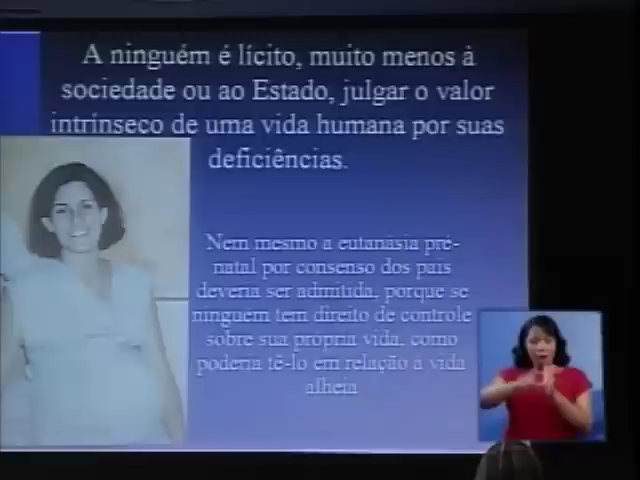 A ninguém é lícito, muito menos à
sociedade ou ao Estado, julgar o valor
intrínseco de uma vida humana por suas
deficiências.
Nem mesmo a eutanásia pré-
natal por consenso dos pais
deveria ser admitida, porque se
ninguem tem direito de controle
sobre sua própria vida, como
poderia tê-lo em relação à vida
alheia